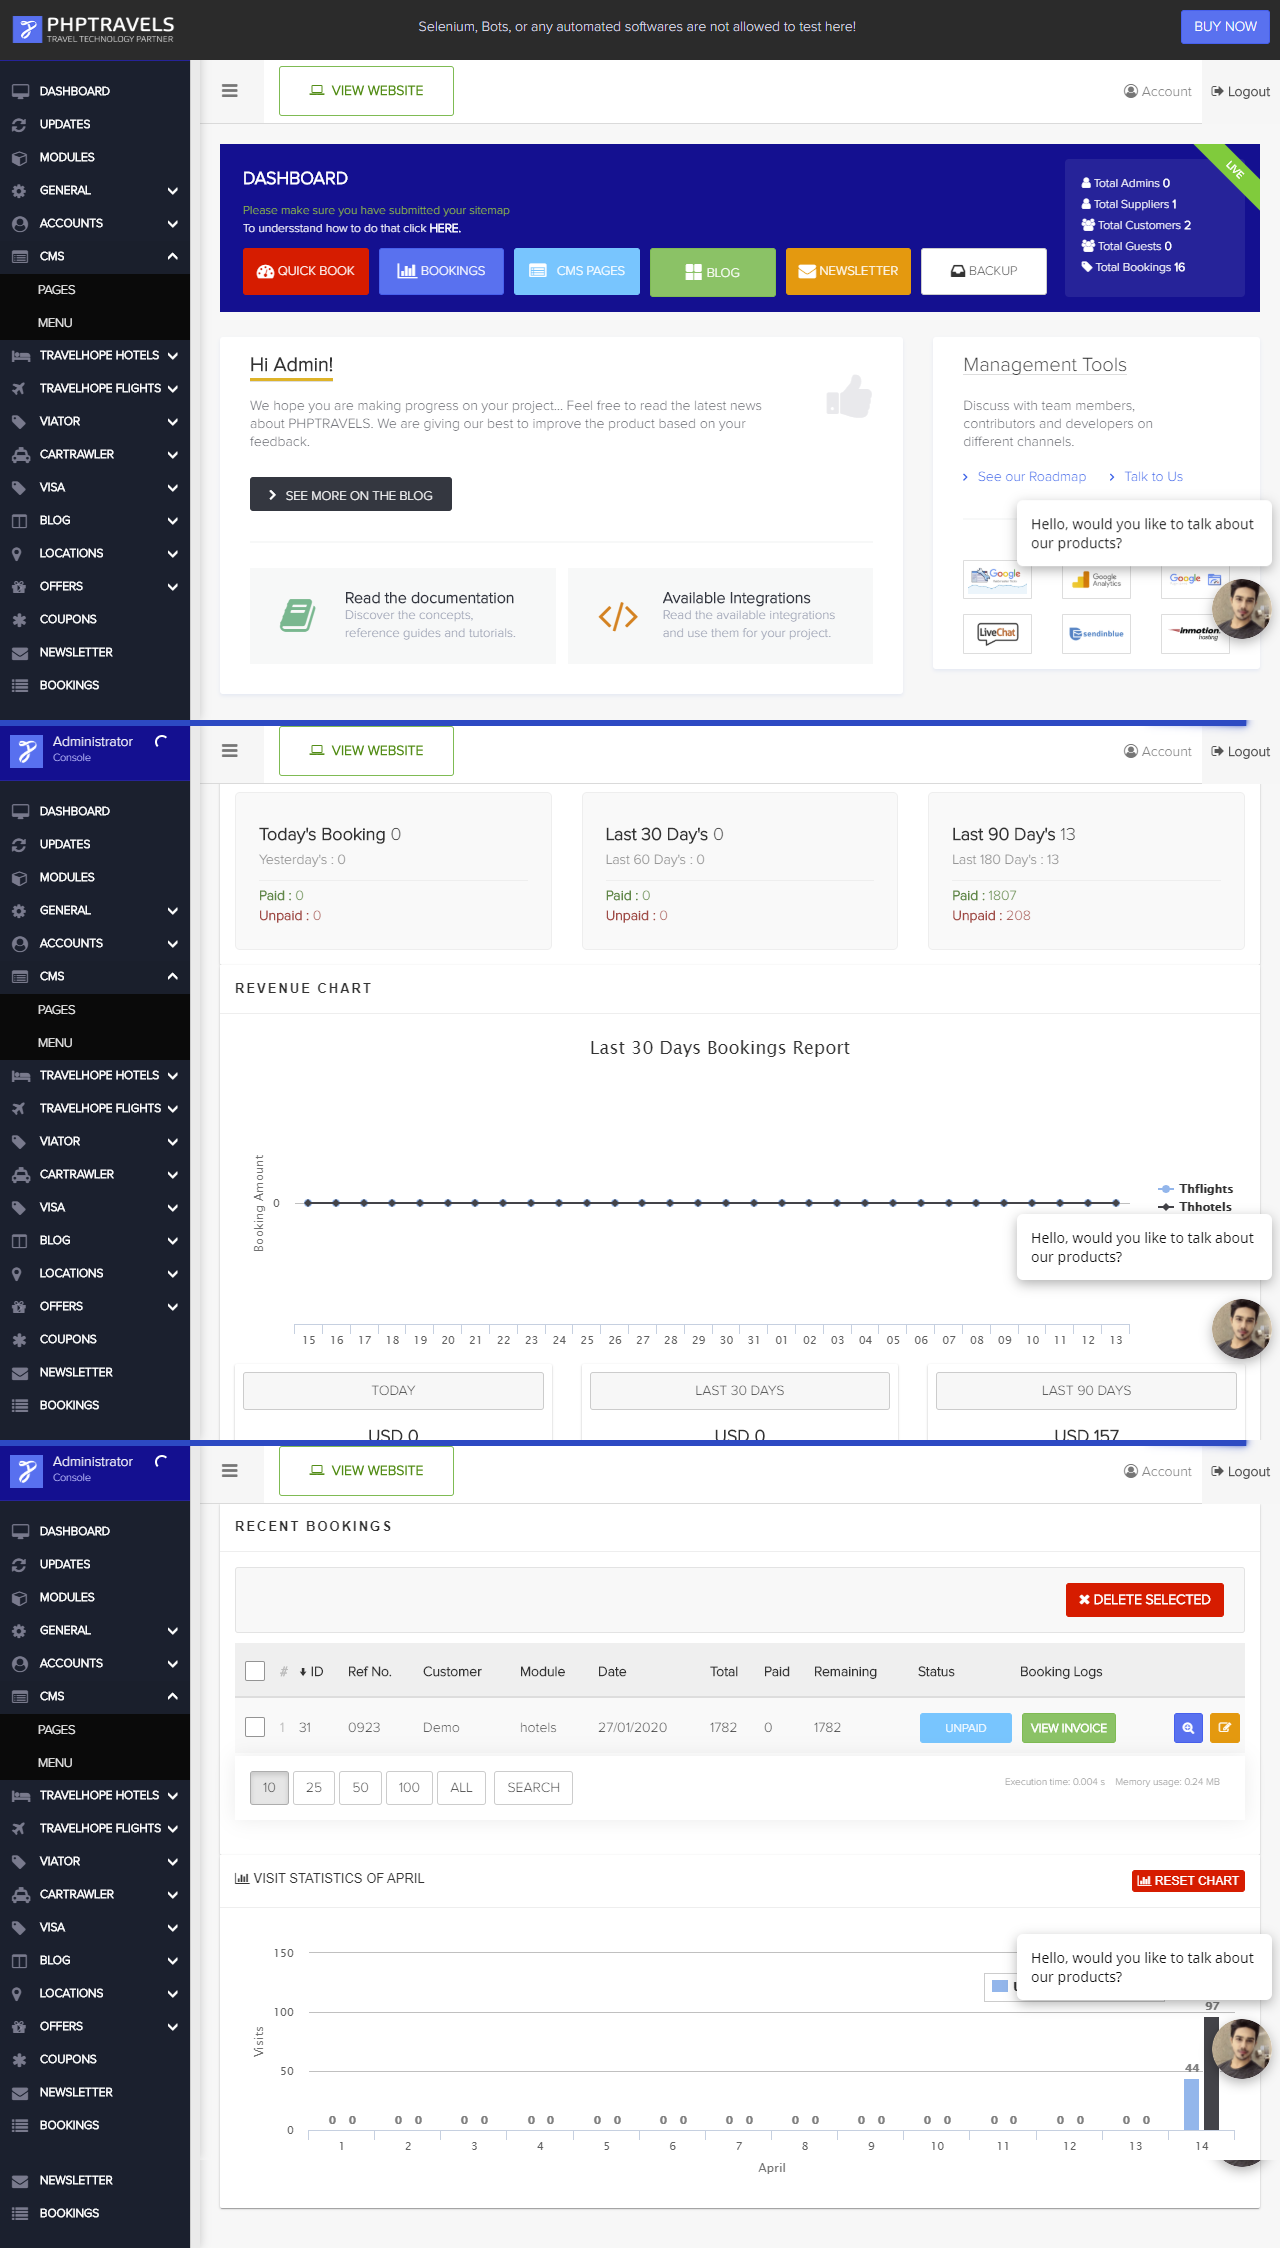 PHPTRAVELS
TRAVEL TECHNOLOGY PARTNER
Selenium, Bots, or any automated softwares are not allowed to test here!
BUY NOW
DASHBOARD
UPDATES
MODULES
GENERAL
ACCOUNTS
CMS
PAGES
MENU
TRAVELHOPE HOTELS
TRAVELHOPE FLIGHTS
VIATOR
CARTRAWLER
VISA
BLOG
LOCATIONS
OFFERS
COUPONS
NEWSLETTER
BOOKINGS
VIEW WEBSITE
Account
Logout
DASHBOARD
Please make sure you have submitted your sitemap
To undersstand how to do that click HERE.
QUICK BOOK
BOOKINGS
CMS PAGES
BLOG
NEWSLETTER
BACKUP
Total Admins 0
Total Suppliers 1
Total Customers 2
Total Guests 0
Total Bookings 16
LIVE
Hi Admin!
We hope you are making progress on your project... Feel free to read the latest news
about PHPTRAVELS. We are giving our best to improve the product based on your
feedback.
SEE MORE ON THE BLOG
Read the documentation
Discover the concepts,
reference guides and tutorials.
Available Integrations
Read the available integrations
and use them for your project.
Management Tools
Discuss with team members,
contributors and developers on
different channels.
See our Roadmap
Talk to Us
Hello, would you like to talk about
our products?
Google
Google
Analytics
Google
LiveChat
sendinblue
inmotion
hosting
Administrator
Console
DASHBOARD
UPDATES
MODULES
GENERAL
ACCOUNTS
CMS
PAGES
MENU
TRAVELHOPE HOTELS
TRAVELHOPE FLIGHTS
VIATOR
CARTRAWLER
VISA
BLOG
LOCATIONS
OFFERS
COUPONS
NEWSLETTER
BOOKINGS
VIEW WEBSITE
Account
Logout
Today's Booking 0
Yesterday's : 0
Paid : 0
Unpaid : 0
Last 30 Day's 0
Last 60 Day's : 0
Paid : 0
Unpaid : 0
Last 90 Day's 13
Last 180 Day's : 13
Paid : 1807
Unpaid : 208
REVENUE CHART
Last 30 Days Bookings Report
Booking Amount
0
Thflights
Thhotels
Hello, would you like to talk about
our products?
15 16 17 18 19 20 21 22 23 24 25 26 27 28 29 30 31 01 02 03 04 05 06 07 08 09 10 11 12 13
TODAY
USD 0
LAST 30 DAYS
USD 0
LAST 90 DAYS
USD 157
Administrator
Console
DASHBOARD
UPDATES
MODULES
GENERAL
ACCOUNTS
CMS
PAGES
MENU
TRAVELHOPE HOTELS
TRAVELHOPE FLIGHTS
VIATOR
CARTRAWLER
VISA
BLOG
LOCATIONS
OFFERS
COUPONS
NEWSLETTER
BOOKINGS
NEWSLETTER
BOOKINGS
VIEW WEBSITE
Account
Logout
RECENT BOOKINGS
DELETE SELECTED
# ID Ref No. Customer Module Date Total Paid Remaining Status Booking Logs
1 31 0923 Demo hotels 27/01/2020 1782 0 1782 UNPAID VIEW INVOICE
10 25 50 100 ALL SEARCH
Execution time: 0.004 s Memory usage: 0.24 MB
VISIT STATISTICS OF APRIL
RESET CHART
Hello, would you like to talk about
our products?
Visits
150
100
50
0
97
44
0 0 0 0 0 0 0 0 0 0 0 0 0 0 0 0 0 0 0 0 0 0 0 0 0 0
1 2 3 4 5 6 7 8 9 10 11 12 13 14
April